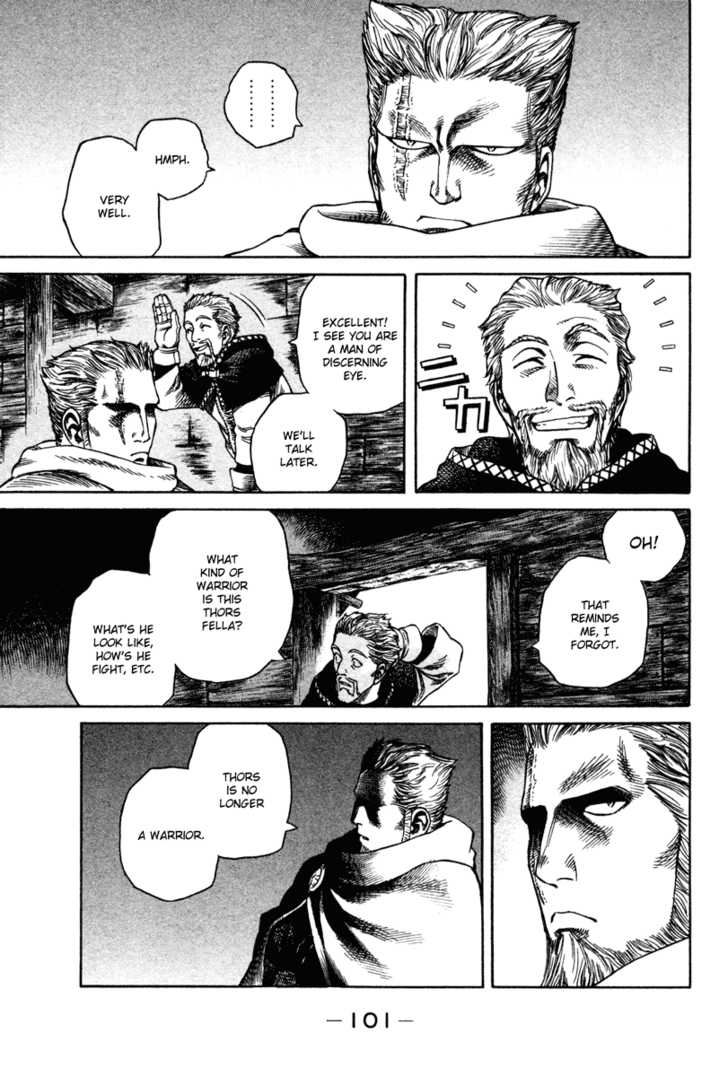 ............
HMPH.
VERY
WELL.
ニカ
EXCELLENT!
I SEE YOU ARE
A MAN OF
DISCERNING
EYE.
WE'LL
TALK
LATER.
OH!
THAT
REMINDS
ME, I
FORGOT.
WHAT
KIND OF
WARRIOR
IS THIS
THORS
FELLA?
WHAT'S HE
LOOK LIKE,
HOW'S HE
FIGHT, ETC.
THORS
IS NO
LONGER
A WARRIOR.
—101—